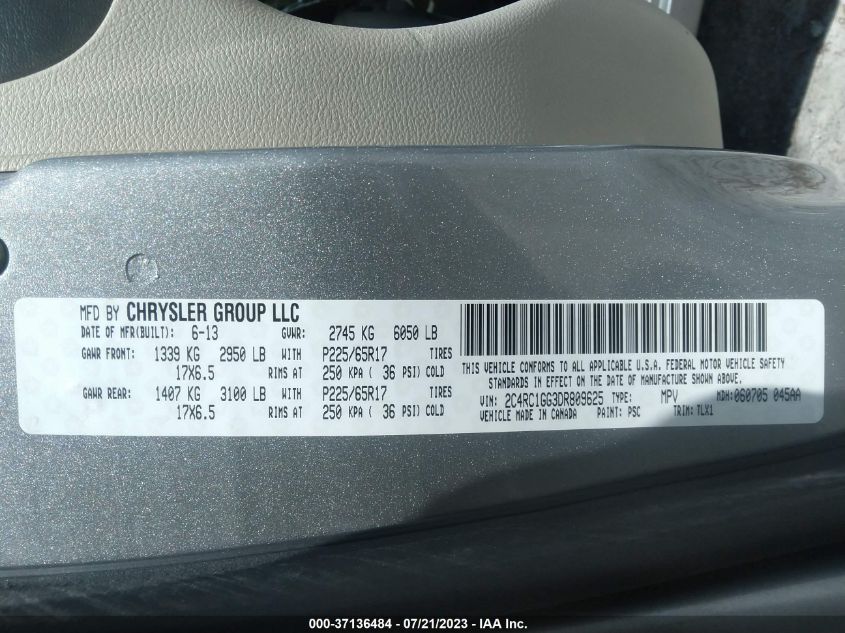 MFD BY CHRYSLER GROUP LLC
DATE OF MFR(BUILT): 6-13 GVWR: 2745 KG 6050 LB
GAWR FRONT: 1339 KG 2950 LB WITH P225/65R17 TIRES
17X6.5 RIMS AT 250 KPA ( 36 PSI) COLD
GAWR REAR: 1407 KG 3100 LB WITH P225/65R17 TIRES
17X6.5 RIMS AT 250 KPA ( 36 PSI) COLD
THIS VEHICLE CONFORMS TO ALL APPLICABLE U.S.A. FEDERAL MOTOR VEHICLE SAFETY
STANDARDS IN EFFECT ON THE DATE OF MANUFACTURE SHOWN ABOVE.
VIN: 2C4RC1GG3DR809625 TYPE: MPV MDH: 060705 045AA
VEHICLE MADE IN CANADA PAINT: PSC TRIM: TLX1
000-37136484 - 07/21/2023 - IAA Inc.